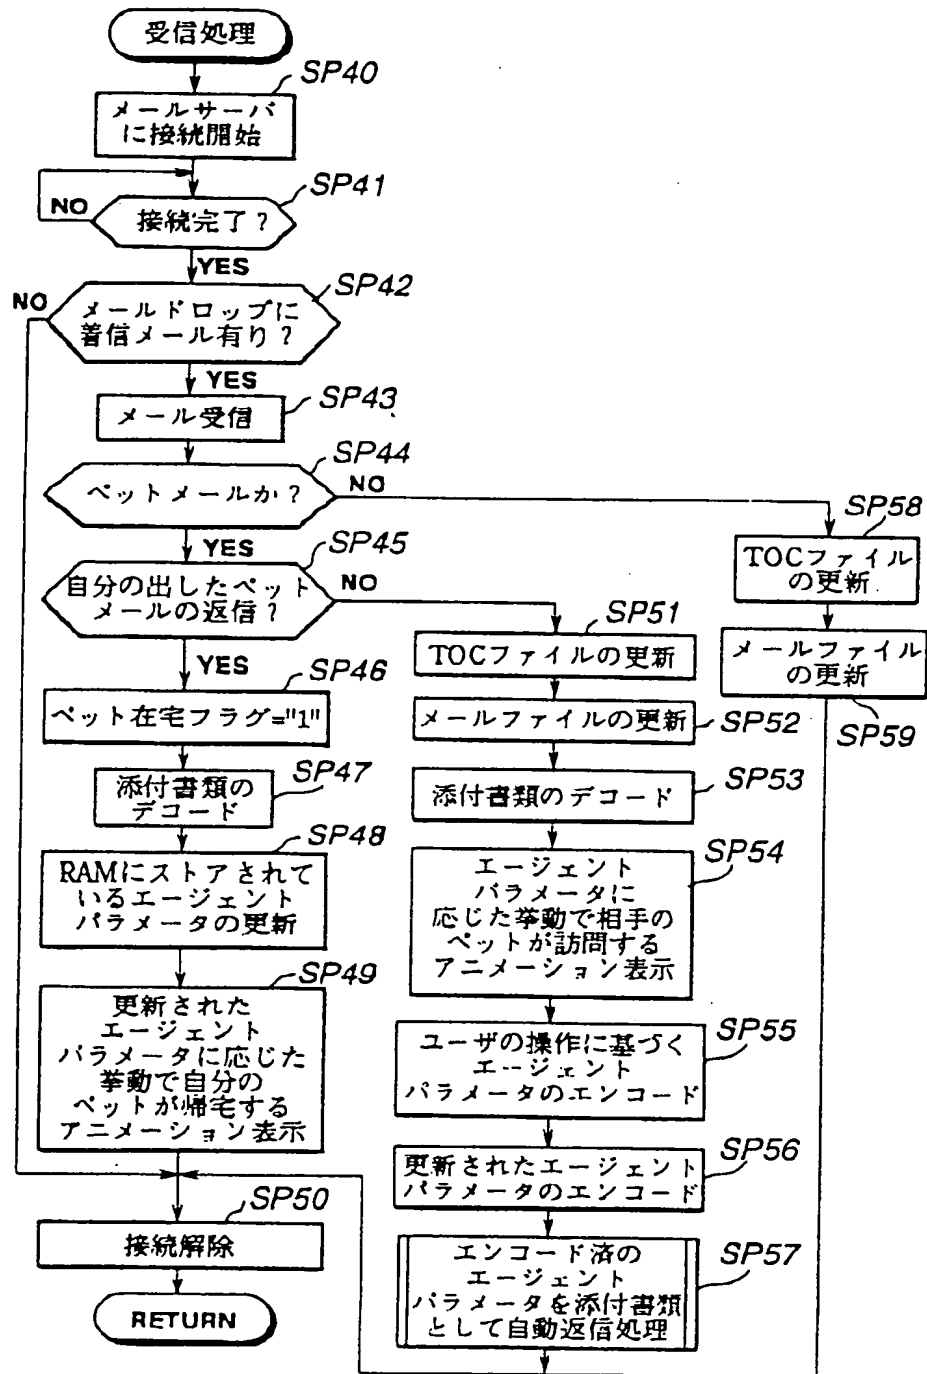 受信処理
SP40
メールサーバ
に接続開始
SP41
NO
接続完了?
YES
SP42
NO
メールドロップに
着信メール有り?
YES
SP43
メール受信
SP44
ペットメールか?
NO
YES
SP45
自分の出したペット
メールの返信?
NO
YES
SP46
ペット在宅フラグ="1"
SP47
添付書類の
デコード
SP48
RAMにストアされて
いるエージェント
パラメータの更新
SP49
更新された
エージェント
パラメータに応じた
挙動で自分の
ペットが帰宅する
アニメーション表示
SP50
接続解除
RETURN
SP51
TOCファイルの更新
メールファイルの更新
SP52
SP53
添付書類のデコード
SP54
エージェント
パラメータに
応じた挙動で相手の
ペットが訪問する
アニメーション表示
SP55
ユーザの操作に基づく
エージェント
パラメータのエンコード
SP56
更新されたエージェント
パラメータのエンコード
SP57
エンコード済の
エージェント
パラメータを添付書類
として自動返信処理
SP58
TOCファイル
の更新
メールファイル
の更新
SP59